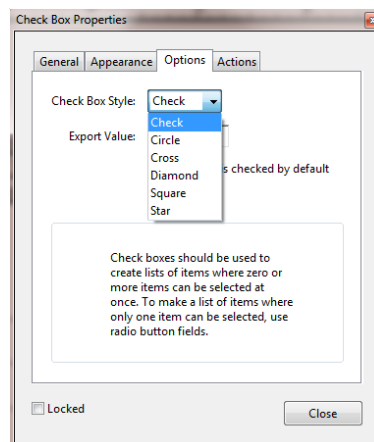 Check Box Properties
General Appearance Options Actions
Check Box Style: Check
Check
Export Value:
Circle
Cross
s checked by default
Diamond
Square
Star
Check boxes should be used to
create lists of items where zero or
more items can be selected at
once. To make a list of items where
only one item can be selected, use
radio button fields.
Locked
Close